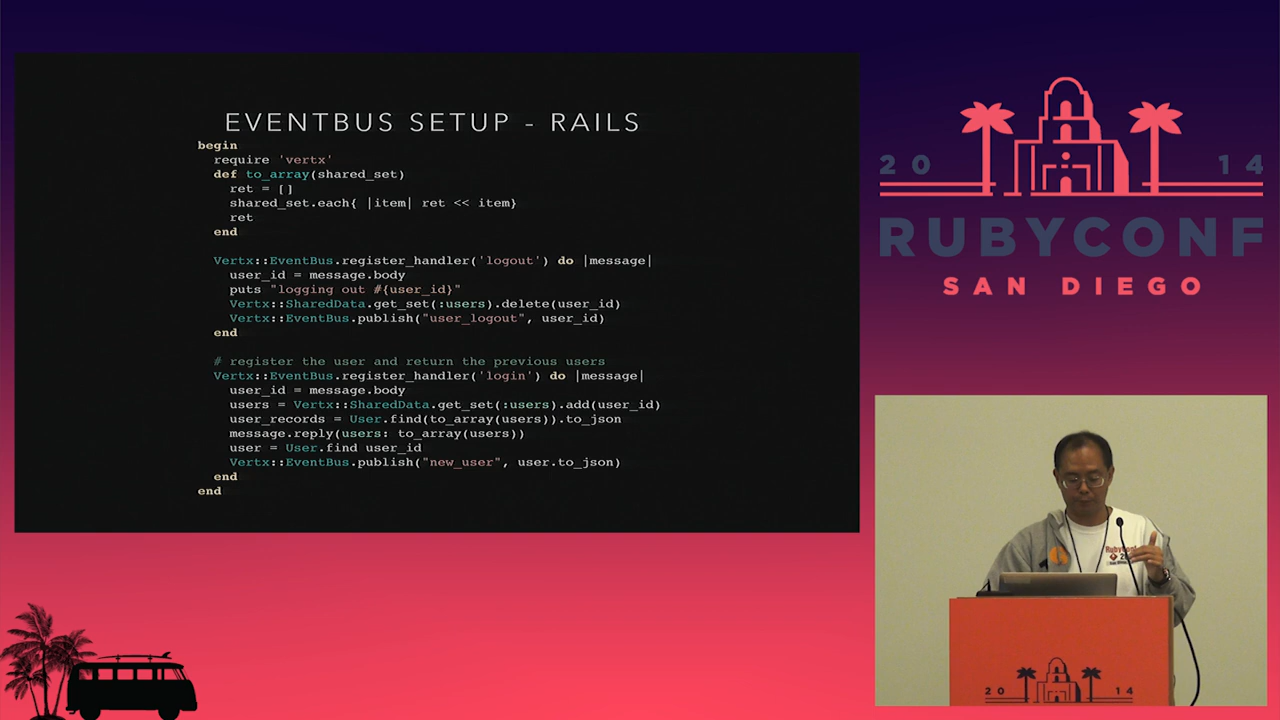 EVENTBUS SETUP - RAILS
begin
  require 'vertx'
  def to_array(shared_set)
    ret = []
    shared_set.each{ |item| ret << item}
    ret
  end
  Vertx::EventBus.register_handler('logout') do |message|
    user_id = message.body
    puts "logging out #{user_id}"
    Vertx::SharedData.get_set(:users).delete(user_id)
    Vertx::EventBus.publish("user_logout", user_id)
  end
  # register the user and return the previous users
  Vertx::EventBus.register_handler('login') do |message|
    user_id = message.body
    users = Vertx::SharedData.get_set(:users).add(user_id)
    user_records = User.find(to_array(users)).to_json
    message.reply(users: to_array(users))
    user = User.find user_id
    Vertx::EventBus.publish("new_user", user.to_json)
  end
end
20 14
RUBYCONF
SAN DIEGO
20 14